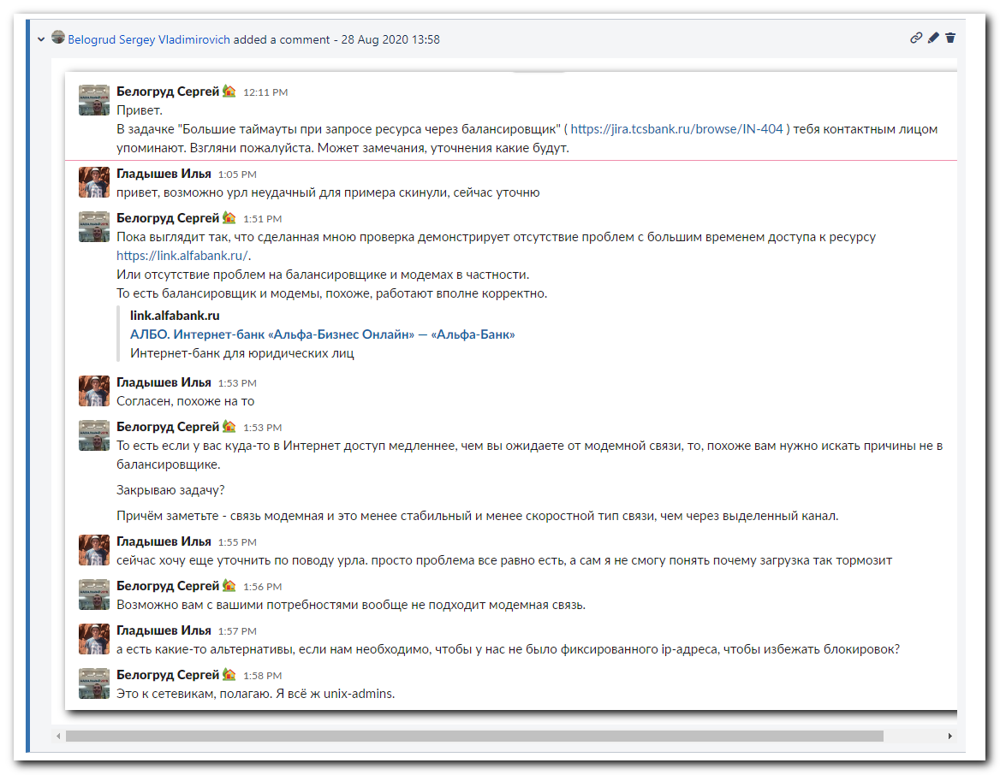 Belogrud Sergey Vladimirovich added a comment - 28 Aug 2020 13:58
Белогруд Сергей 12:11 PM
Привет.
В задачке "Большие таймауты при запросе ресурса через балансировщик" ( https://jira.tcsbank.ru/browse/IN-404 ) тебя контактным лицом
упоминают. Взгляни пожалуйста. Может замечания, уточнения какие будут.
Гладышев Илья 1:05 PM
привет, возможно урл неудачный для примера скинули, сейчас уточню
Белогруд Сергей 1:51 PM
Пока выглядит так, что сделанная мною проверка демонстрирует отсутствие проблем с большим временем доступа к ресурсу
https://link.alfabank.ru/.
Или отсутствие проблем на балансировщике и модемах в частности.
То есть балансировщик и модемы, похоже, работают вполне корректно.
link.alfabank.ru
АЛБО. Интернет-банк «Альфа-Бизнес Онлайн» — «Альфа-Банк»
Интернет-банк для юридических лиц
Гладышев Илья 1:53 PM
Согласен, похоже на то
Белогруд Сергей 1:53 PM
То есть если у вас куда-то в Интернет доступ медленнее, чем вы ожидаете от модемной связи, то, похоже вам нужно искать причины не в
балансировщике.
Закрываю задачу?
Причём заметьте - связь модемная и это менее стабильный и менее скоростной тип связи, чем через выделенный канал.
Гладышев Илья 1:55 PM
сейчас хочу еще уточнить по поводу урла. просто проблема все равно есть, а сам я не смогу понять почему загрузка так тормозит
Белогруд Сергей 1:56 PM
Возможно вам с вашими потребностями вообще не подходит модемная связь.
Гладышев Илья 1:57 PM
а есть какие-то альтернативы, если нам необходимо, чтобы у нас не было фиксированного ip-адреса, чтобы избежать блокировок?
Белогруд Сергей 1:58 PM
Это к сетевикам, полагаю. Я всё ж unix-admins.